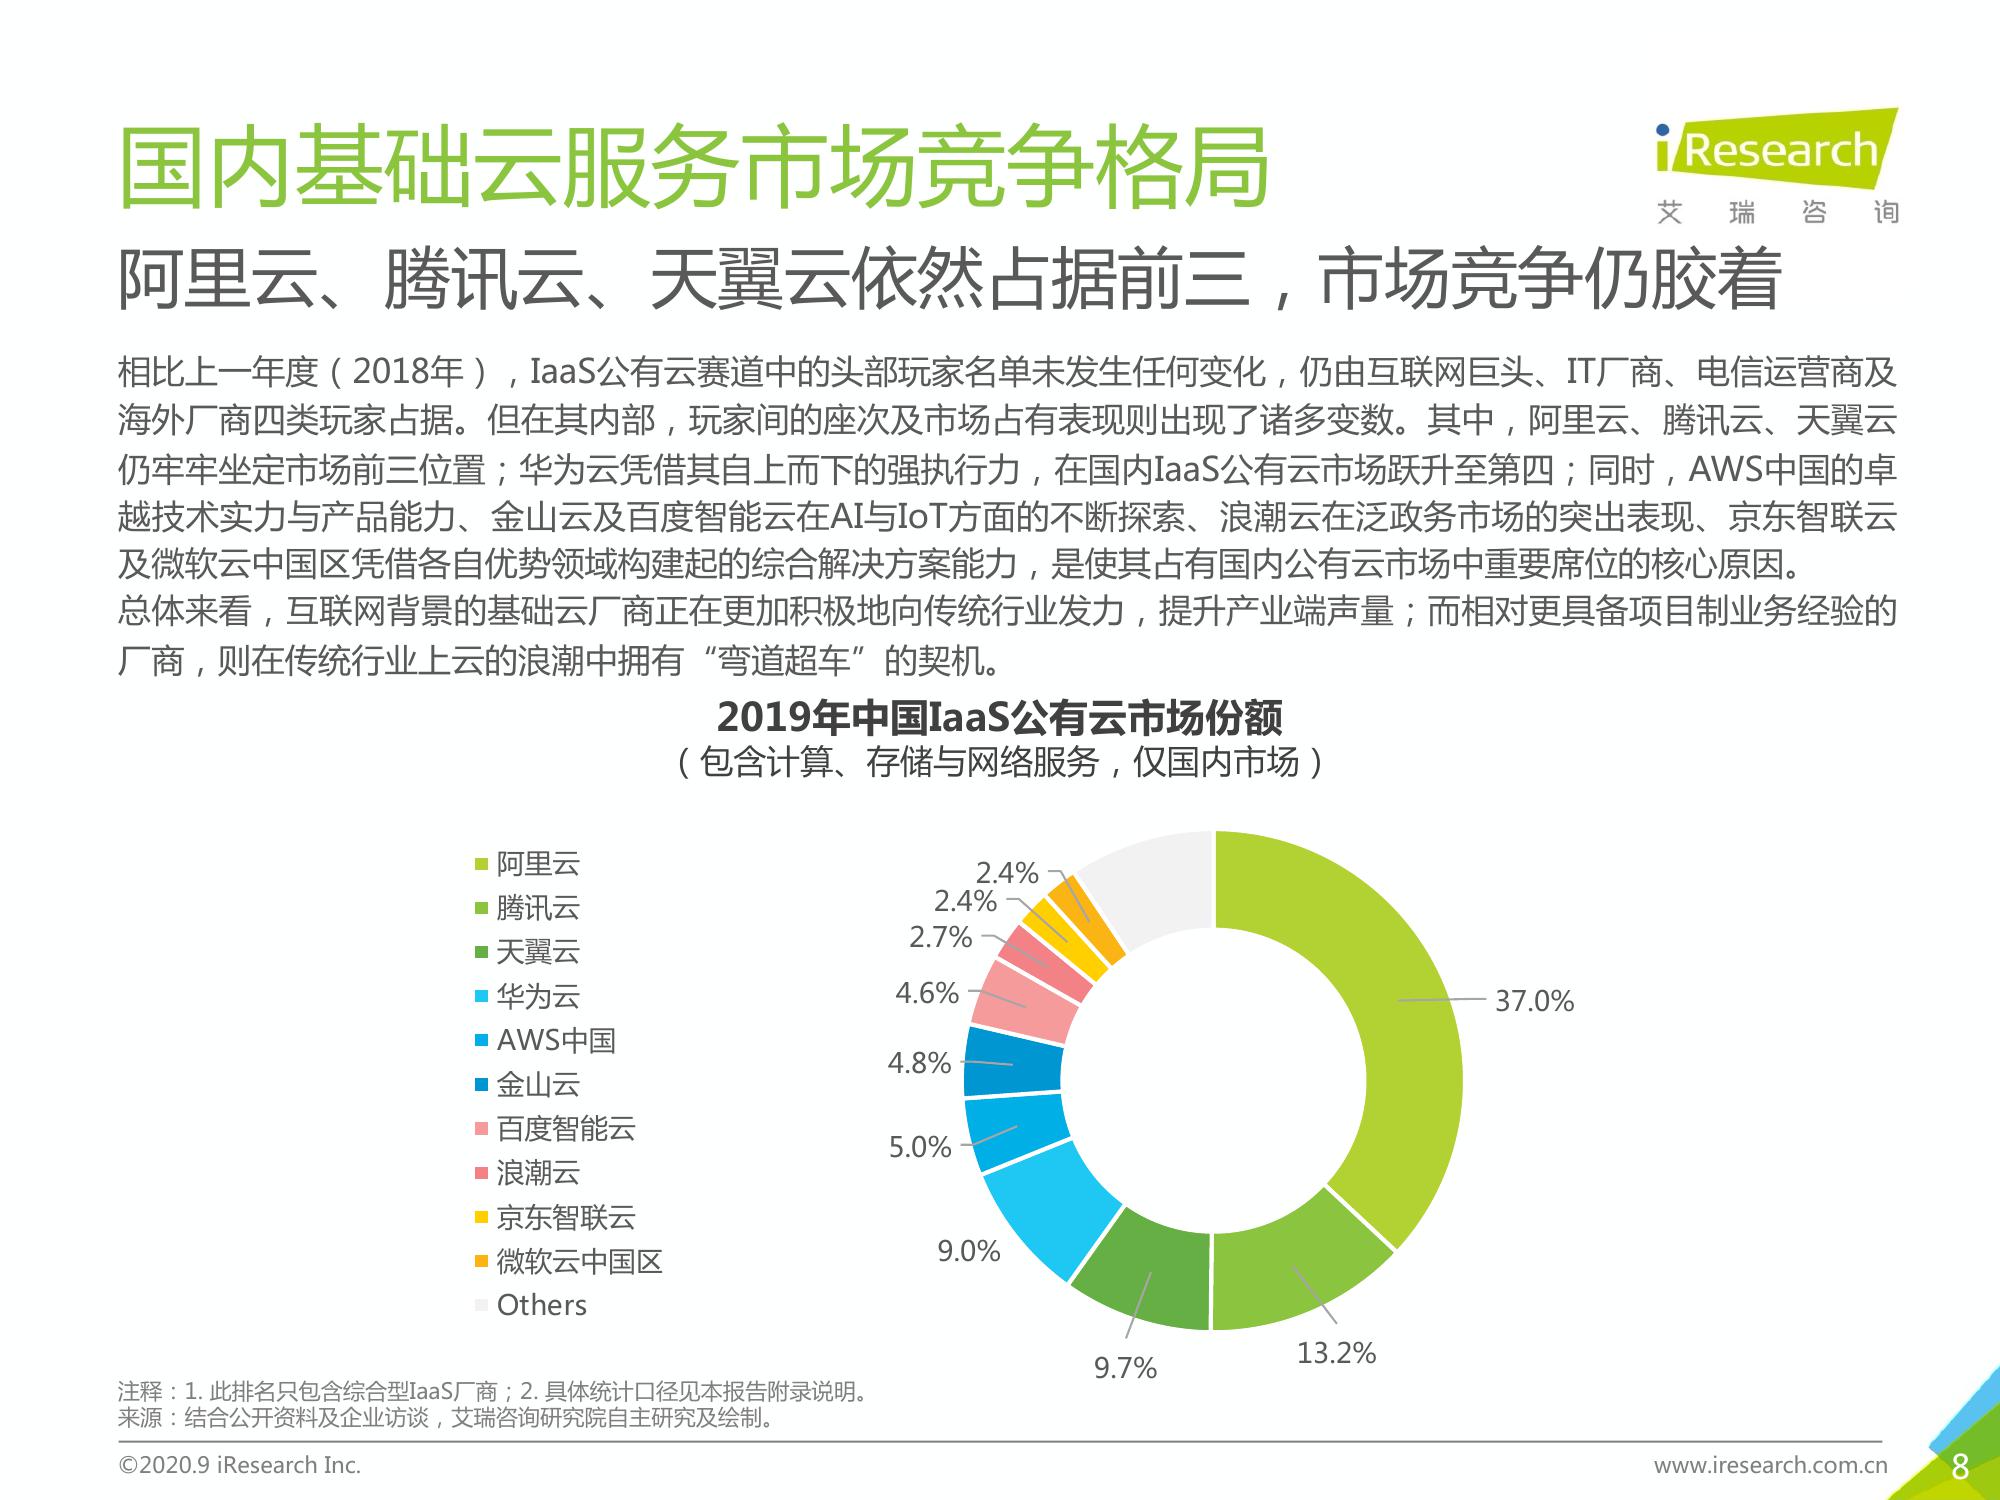 国内基础云服务市场竞争格局
iResearch
艾瑞咨询
阿里云、腾讯云、天翼云依然占据前三，市场竞争仍胶着
相比上一年度（2018年），IaaS公有云赛道中的头部玩家名单未发生任何变化，仍由互联网巨头、IT厂商、电信运营商及
海外厂商四类玩家占据。但在其内部，玩家间的座次及市场占有表现则出现了诸多变数。其中，阿里云、腾讯云、天翼云
仍牢牢坐定市场前三位置；华为云凭借其自上而下的强执行力，在国内IaaS公有云市场跃升至第四；同时，AWS中国的卓
越技术实力与产品能力、金山云及百度智能云在AI与IoT方面的不断探索、浪潮云在泛政务市场的突出表现、京东智联云
及微软云中国区凭借各自优势领域构建起的综合解决方案能力，是使其占有国内公有云市场中重要席位的核心原因。
总体来看，互联网背景的基础云厂商正在更加积极地向传统行业发力，提升产业端声量；而相对更具备项目制业务经验的
厂商，则在传统行业上云的浪潮中拥有“弯道超车”的契机。
2019年中国IaaS公有云市场份额
（包含计算、存储与网络服务，仅国内市场）
阿里云
腾讯云
天翼云
华为云
AWS中国
金山云
百度智能云
浪潮云
京东智联云
微软云中国区
Others
37.0%
13.2%
9.7%
9.0%
5.0%
4.8%
4.6%
2.7%
2.4%
2.4%
注释：1. 此排名只包含综合型IaaS厂商；2. 具体统计口径见本报告附录说明。
来源：结合公开资料及企业访谈，艾瑞咨询研究院自主研究及绘制。
©2020.9 iResearch Inc.
www.iresearch.com.cn
8